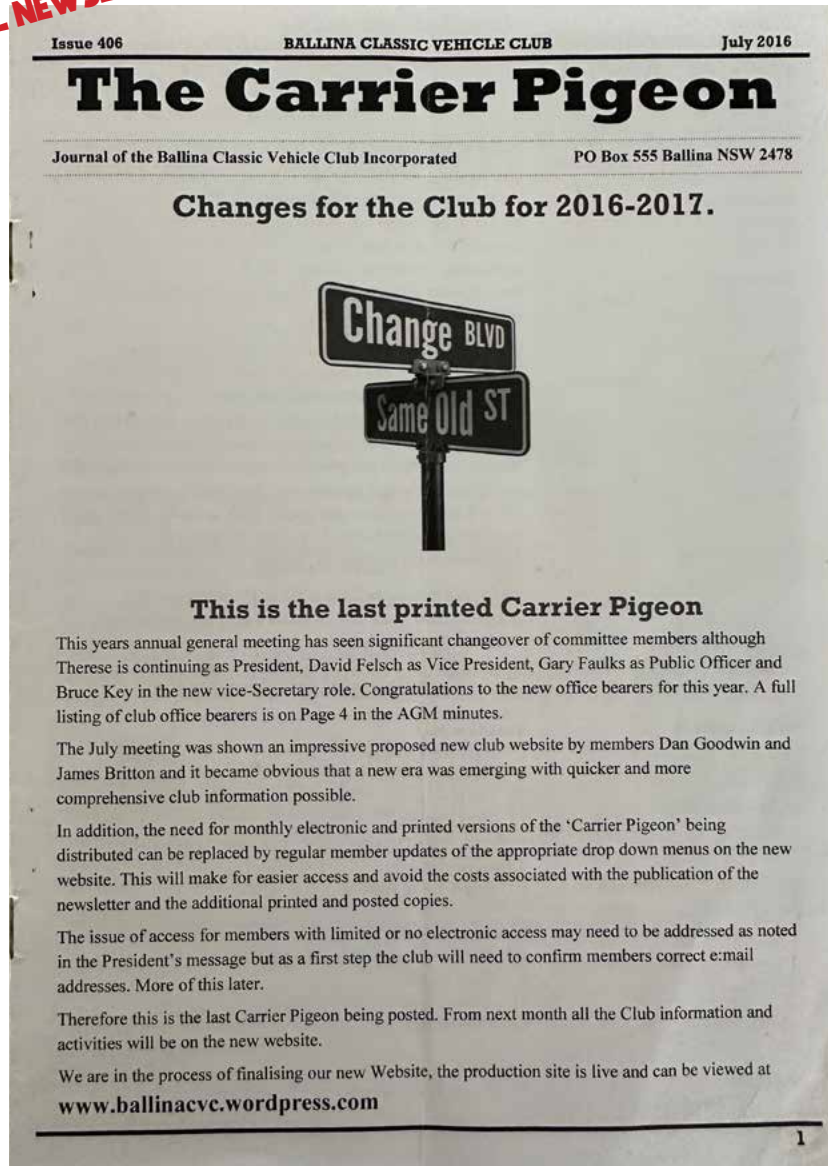 NEW
Issue 406 BALLINA CLASSIC VEHICLE CLUB July 2016
The Carrier Pigeon
Journal of the Ballina Classic Vehicle Club Incorporated PO Box 555 Ballina NSW 2478
Changes for the Club for 2016-2017.
Change BLVD
Same Old ST
This is the last printed Carrier Pigeon
This years annual general meeting has seen significant changeover of committee members although
Therese is continuing as President, David Felsch as Vice President, Gary Faulks as Public Officer and
Bruce Key in the new vice-Secretary role. Congratulations to the new office bearers for this year. A full
listing of club office bearers is on Page 4 in the AGM minutes.
The July meeting was shown an impressive proposed new club website by members Dan Goodwin and
James Britton and it became obvious that a new era was emerging with quicker and more
comprehensive club information possible.
In addition, the need for monthly electronic and printed versions of the ‘Carrier Pigeon’ being
distributed can be replaced by regular member updates of the appropriate drop down menus on the new
website. This will make for easier access and avoid the costs associated with the publication of the
newsletter and the additional printed and posted copies.
The issue of access for members with limited or no electronic access may need to be addressed as noted
in the President’s message but as a first step the club will need to confirm members correct e:mail
addresses. More of this later.
Therefore this is the last Carrier Pigeon being posted. From next month all the Club information and
activities will be on the new website.
We are in the process of finalising our new Website, the production site is live and can be viewed at
www.ballinacvc.wordpress.com
1